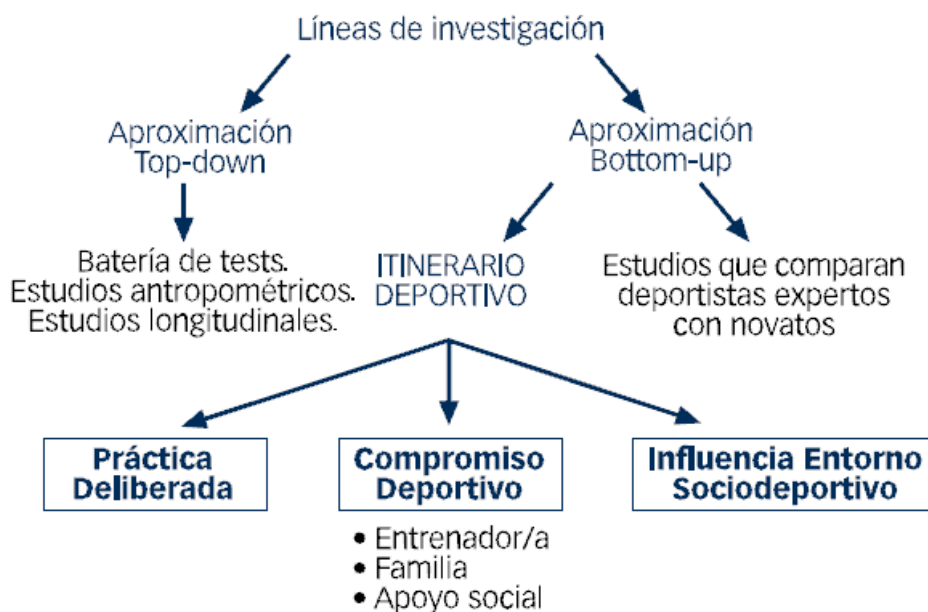 Líneas de investigación
Aproximación
Top-down
Aproximación
Bottom-up
Batería de tests.
Estudios antropométricos.
Estudios longitudinales.
ITINERARIO
DEPORTIVO
Estudios que comparan
deportistas expertos
con novatos
Práctica
Deliberada
Compromiso
Deportivo
• Entrenador/a
• Familia
• Apoyo social
Influencia Entorno
Sociodeportivo